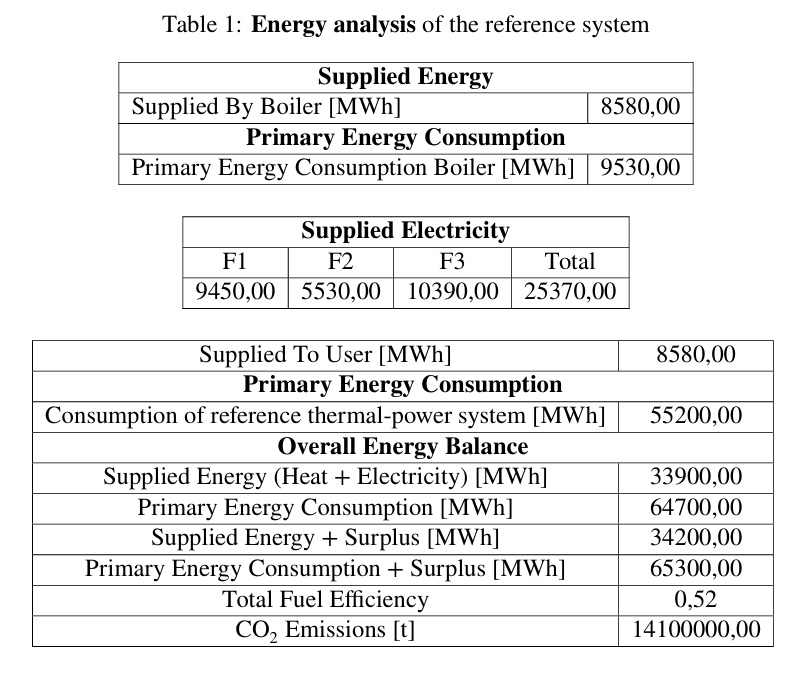 Table 1: Energy analysis of the reference system
Supplied Energy
Supplied By Boiler [MWh] 8580,00
Primary Energy Consumption
Primary Energy Consumption Boiler [MWh] 9530,00
Supplied Electricity
F1 F2 F3 Total
9450,00 5530,00 10390,00 25370,00
Supplied To User [MWh] 8580,00
Primary Energy Consumption
Consumption of reference thermal-power system [MWh] 55200,00
Overall Energy Balance
Supplied Energy (Heat + Electricity) [MWh] 33900,00
Primary Energy Consumption [MWh] 64700,00
Supplied Energy + Surplus [MWh] 34200,00
Primary Energy Consumption + Surplus [MWh] 65300,00
Total Fuel Efficiency 0,52
CO₂ Emissions [t] 14100000,00